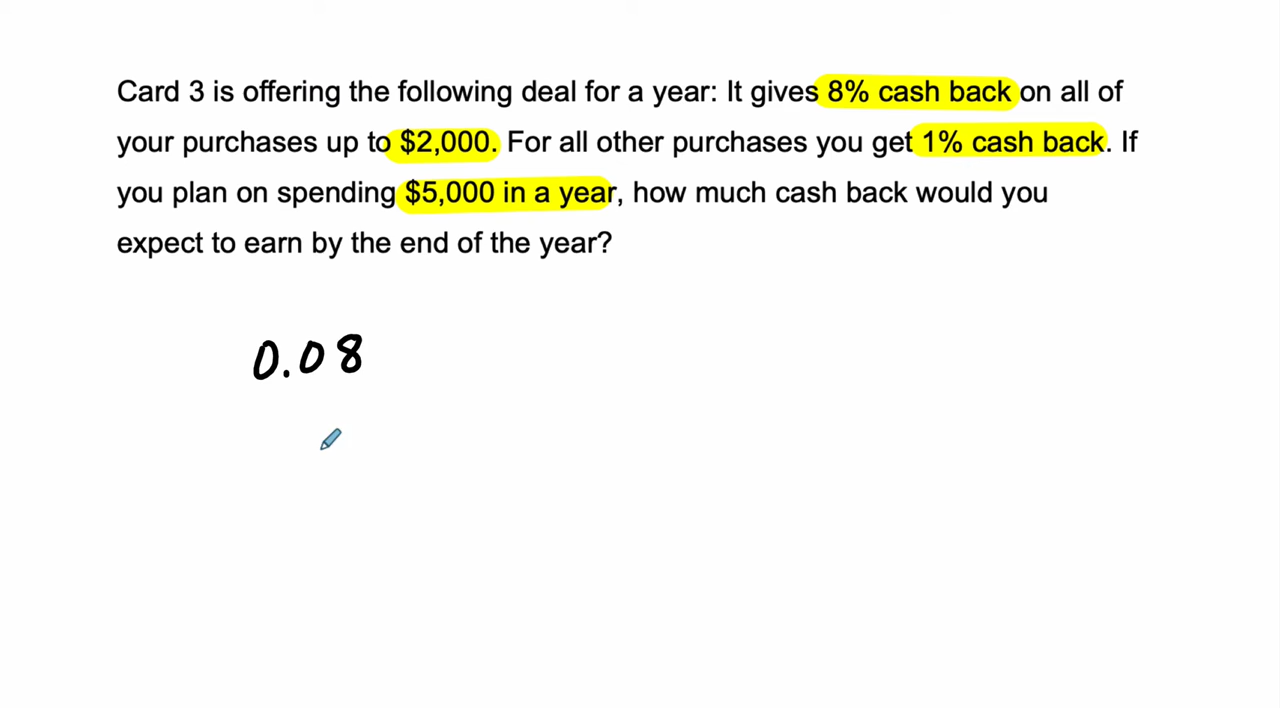 Card 3 is offering the following deal for a year: It gives 8% cash back on all of
your purchases up to $2,000. For all other purchases you get 1% cash back. If
you plan on spending $5,000 in a year, how much cash back would you
expect to earn by the end of the year?
0.08